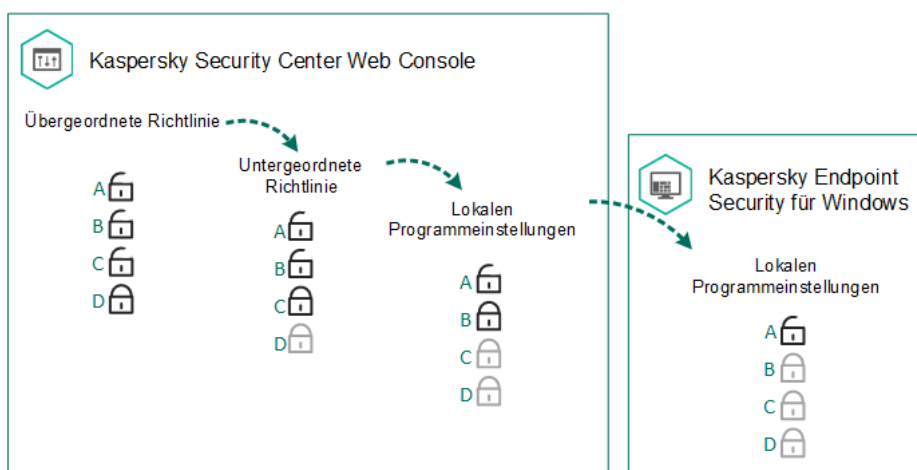 Kaspersky Security Center Web Console
Übergeordnete Richtlinie
A
B
C
D
Untergeordnete
Richtlinie
A
B
C
D
Lokalen
Programmeinstellungen
A
B
C
D
Kaspersky Endpoint
Security für Windows
Lokalen
Programmeinstellungen
A
B
C
D